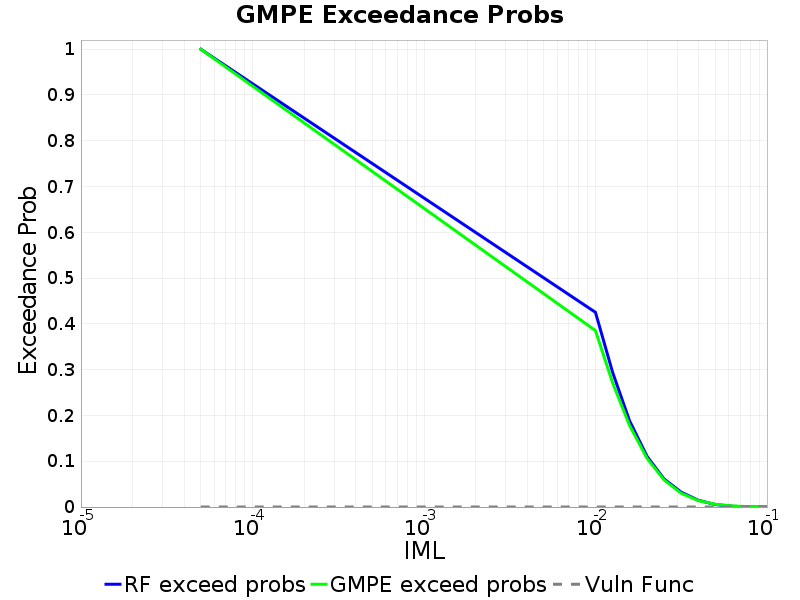 GMPE Exceedance Probs
Exceedance Prob
1
0.9
0.8
0.7
0.6
0.5
0.4
0.3
0.2
0.1
0
10-5 10-4 10-3 10-2 10-1
IML
RF exceed probs GMPE exceed probs Vuln Func